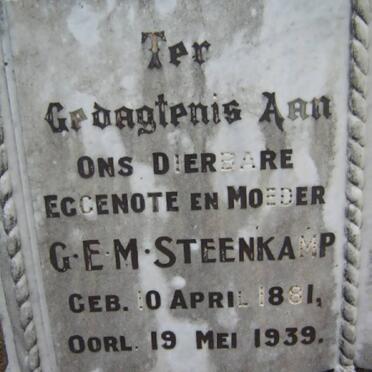 Ter
Gedagtenis Aan
ONS DIERBARE
EGGENOTE EN MOEDER
G.E.M. STEENKAMP
GEB. 10 APRIL 1881,
OORL. 19 MEI 1939.